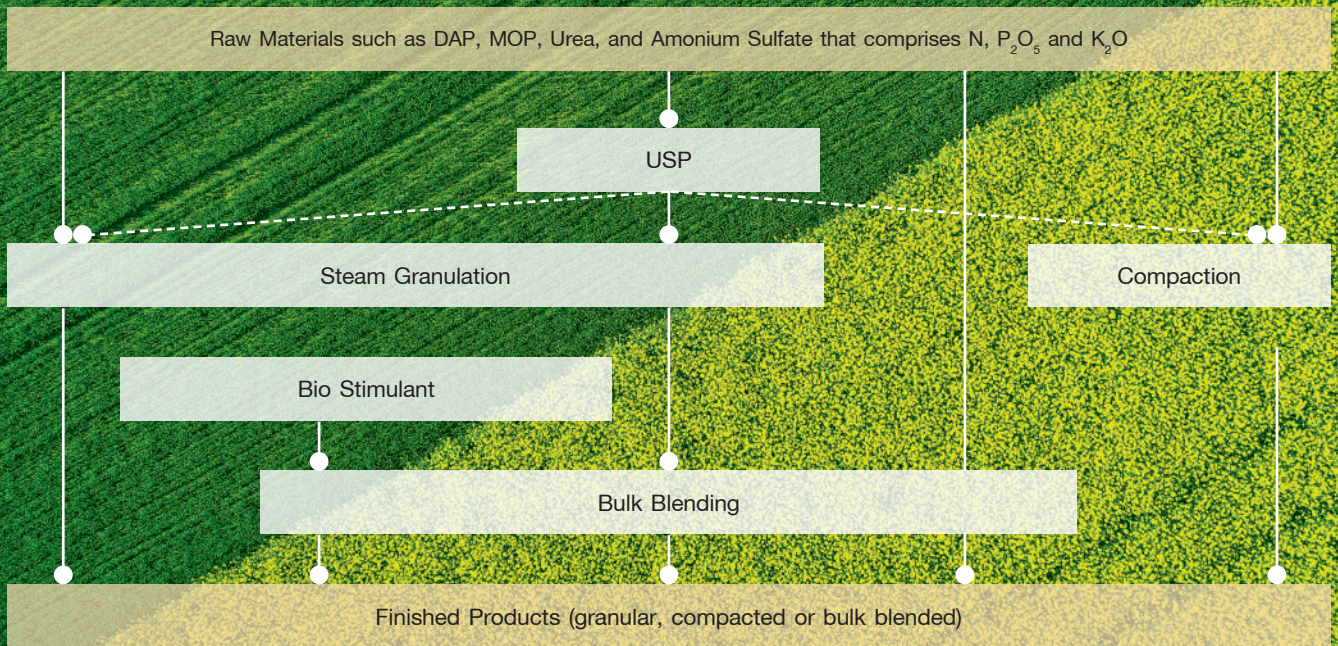 Raw Materials such as DAP, MOP, Urea, and Amonium Sulfate that comprises N, P₂O₅ and K₂O
USP
Steam Granulation
Compaction
Bio Stimulant
Bulk Blending
Finished Products (granular, compacted or bulk blended)